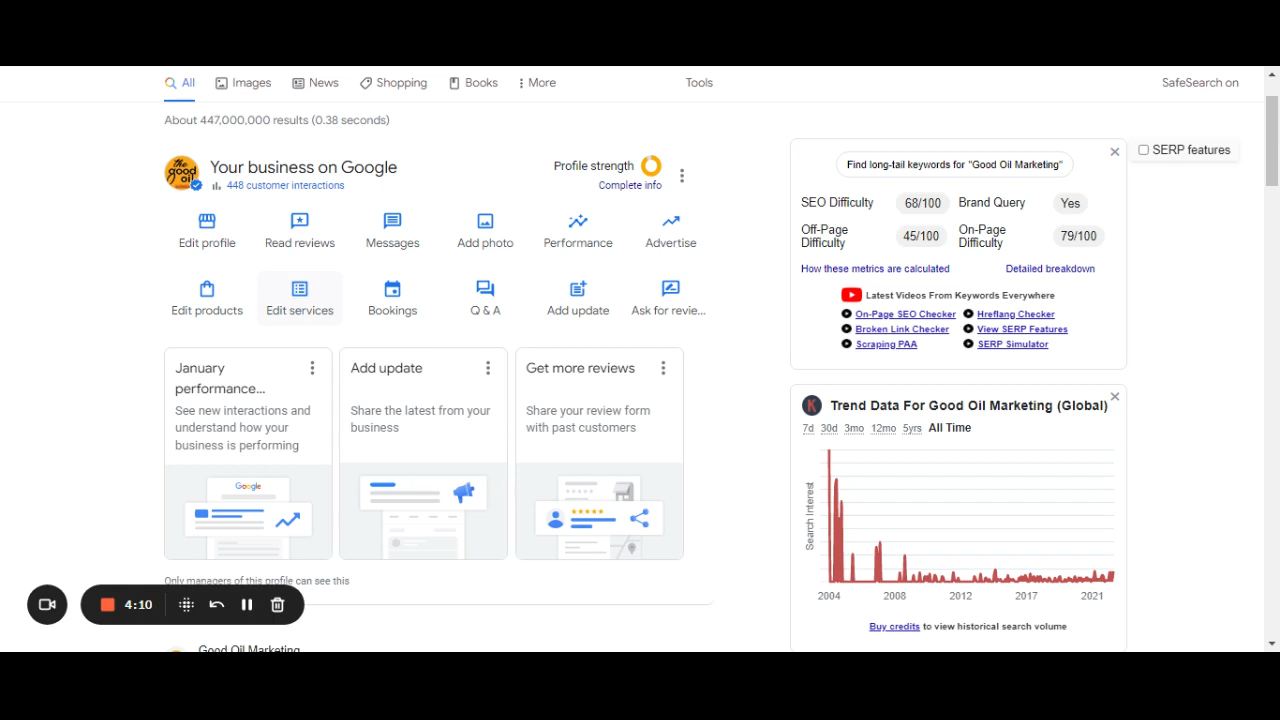 All
Images
News
Shopping
Books
More
Tools
SafeSearch on
About 447,000,000 results (0.38 seconds)
the good oil
Your business on Google
448 customer interactions
Profile strength
Complete info
Edit profile
Read reviews
Messages
Add photo
Performance
Advertise
Edit products
Edit services
Bookings
Q & A
Add update
Ask for revie...
January performance...
See new interactions and
understand how your
business is performing
Google
Add update
Share the latest from your
business
Get more reviews
Share your review form
with past customers
Only managers of this profile can see this
4:10
Good Oil Marketing
SERP features
Find long-tail keywords for "Good Oil Marketing"
SEO Difficulty 68/100 Brand Query Yes
Off-Page Difficulty 45/100 On-Page Difficulty 79/100
How these metrics are calculated
Detailed breakdown
Latest Videos From Keywords Everywhere
On-Page SEO Checker
Hreflang Checker
Broken Link Checker
View SERP Features
Scraping PAA
SERP Simulator
K
Trend Data For Good Oil Marketing (Global)
7d 30d 3mo 12mo 5yrs All Time
Search Interest
2004 2008 2012 2017 2021
Buy credits to view historical search volume